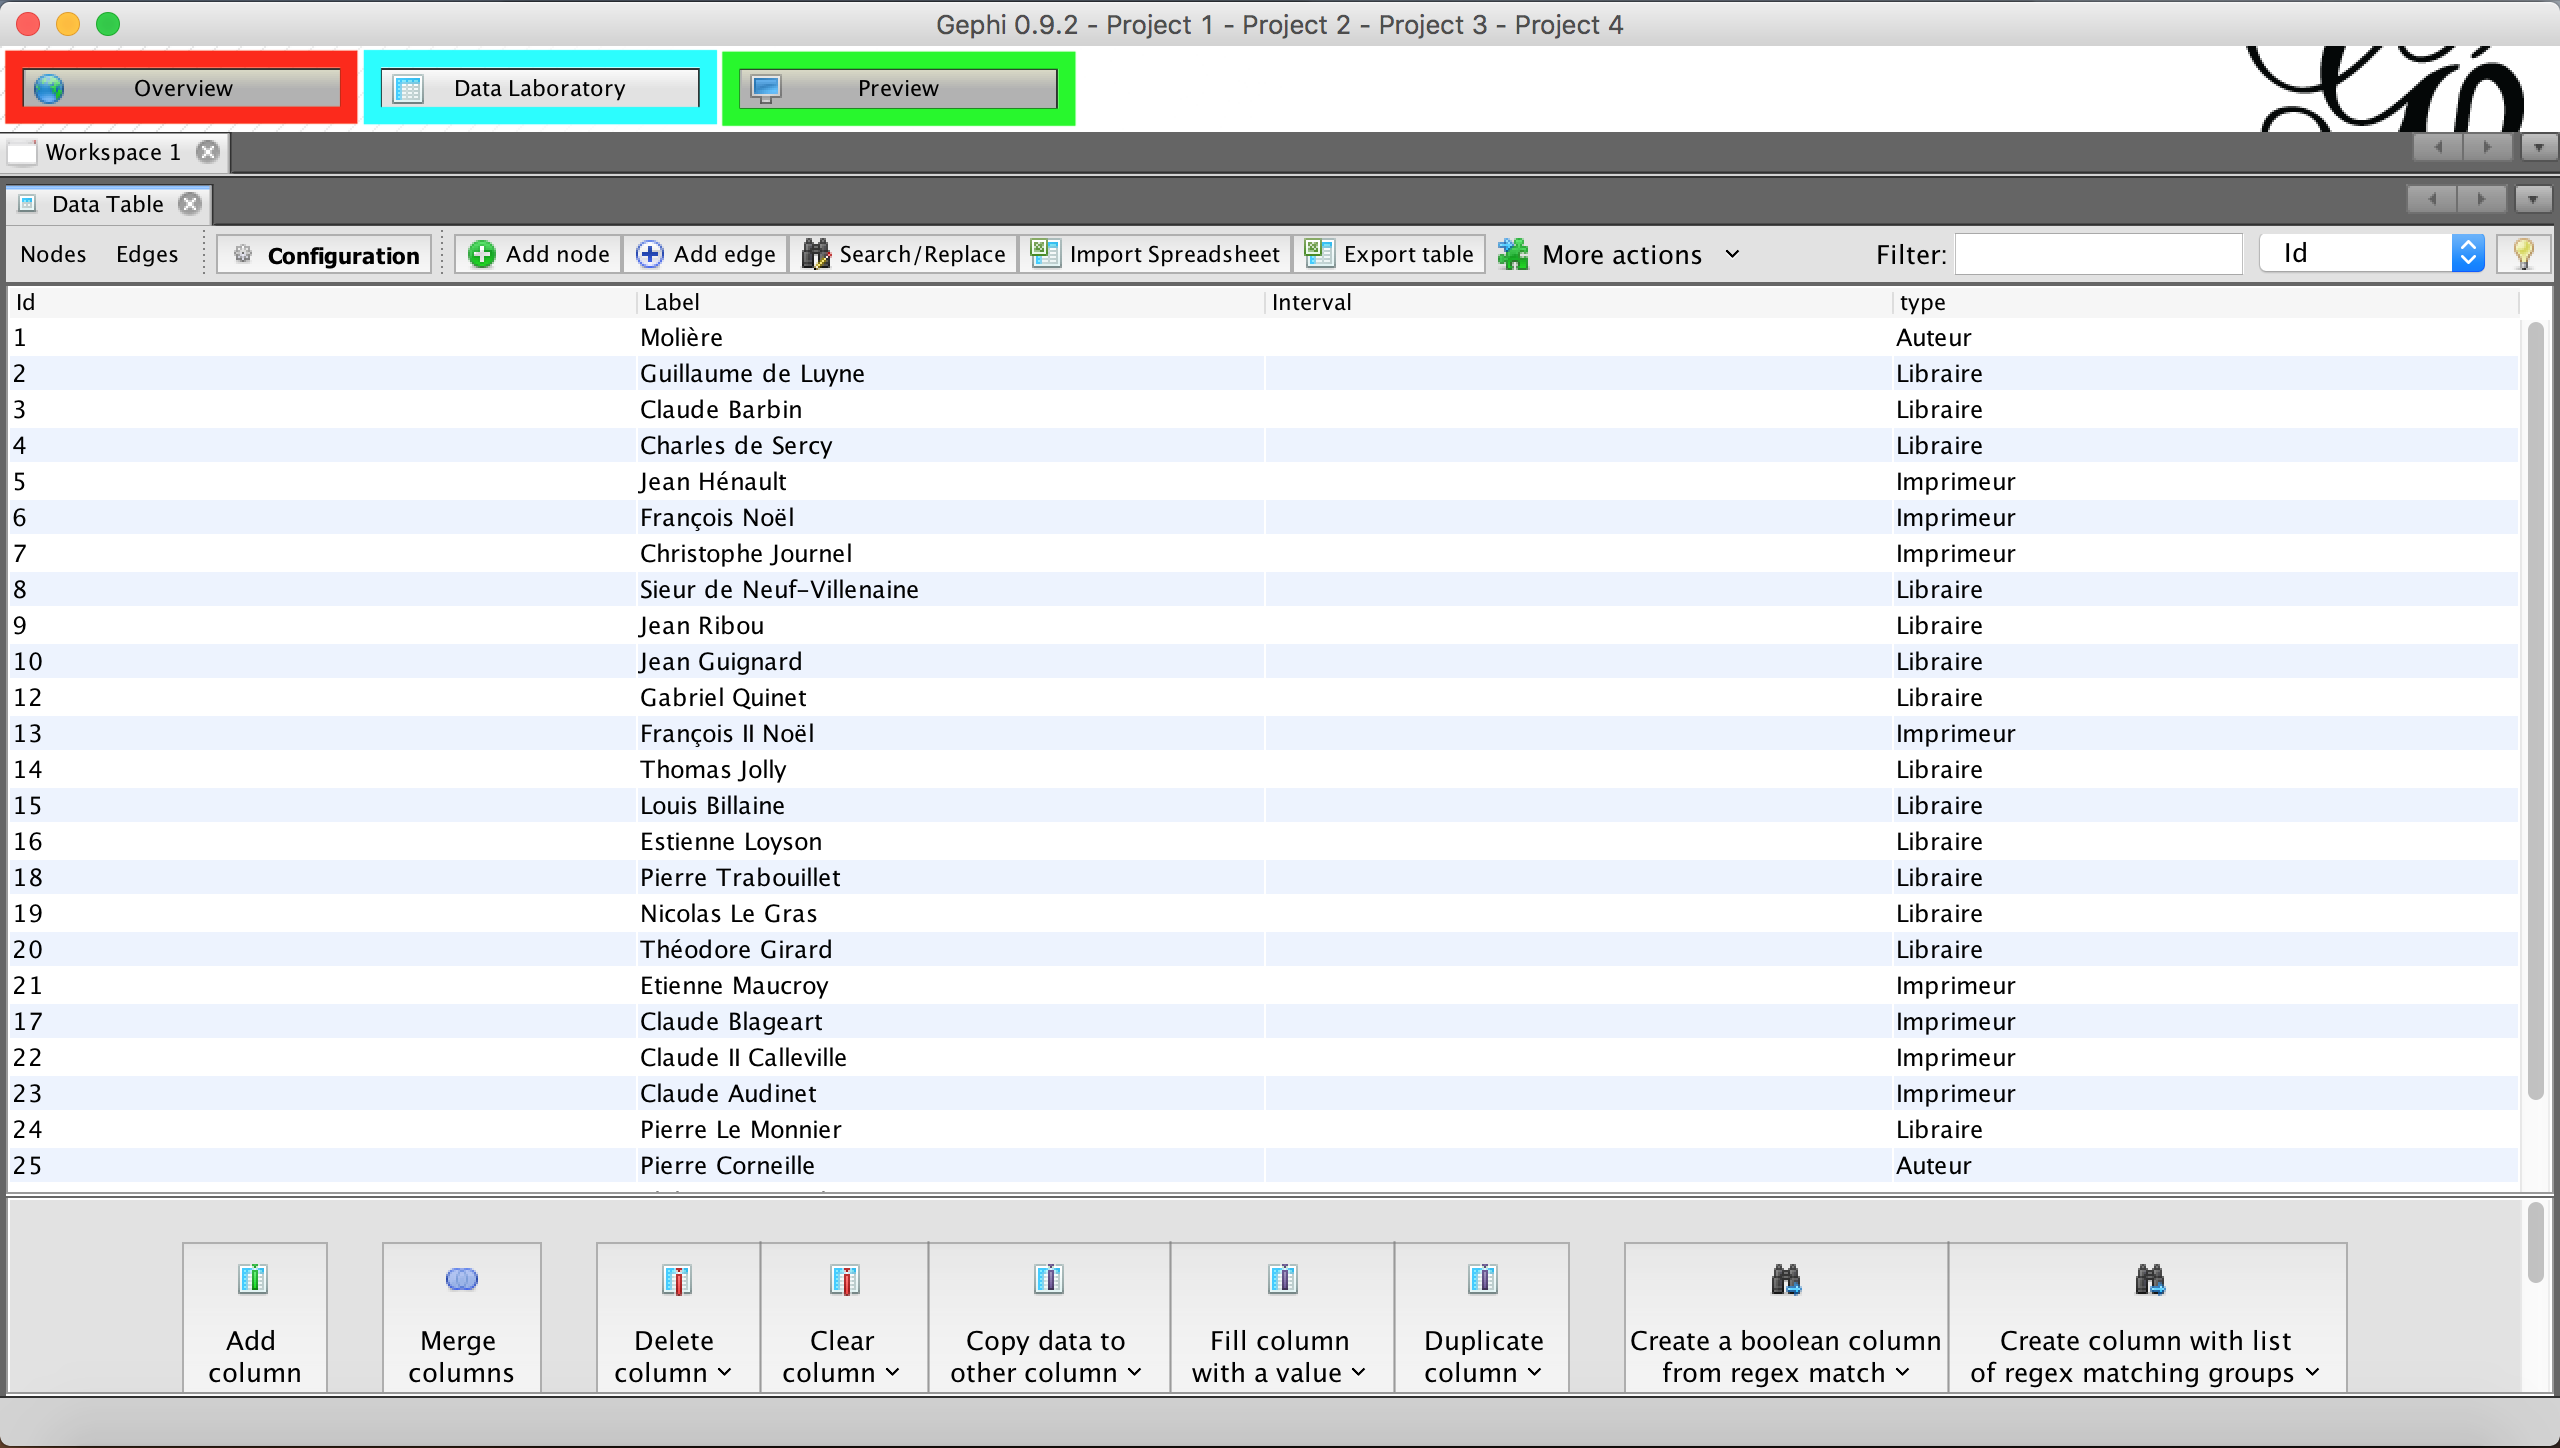 Gephi 0.9.2 - Project 1 - Project 2 - Project 3 - Project 4
Overview Data Laboratory Preview
Workspace 1
Data Table
Nodes Edges Configuration Add node Add edge Search/Replace Import Spreadsheet Export table More actions Filter: Id
Id Label Interval type
1 Molière Auteur
2 Guillaume de Luyne Libraire
3 Claude Barbin Libraire
4 Charles de Sercy Libraire
5 Jean Hénault Imprimeur
6 François Noël Imprimeur
7 Christophe Journel Imprimeur
8 Sieur de Neuf-Villenaine Libraire
9 Jean Ribou Libraire
10 Jean Guignard Libraire
12 Gabriel Quinet Libraire
13 François II Noël Imprimeur
14 Thomas Jolly Libraire
15 Louis Billaine Libraire
16 Estienne Loyson Libraire
18 Pierre Trabouillet Libraire
19 Nicolas Le Gras Libraire
20 Théodore Girard Libraire
21 Etienne Maucroy Imprimeur
17 Claude Blageart Imprimeur
22 Claude II Calleville Imprimeur
23 Claude Audinet Imprimeur
24 Pierre Le Monnier Libraire
25 Pierre Corneille Auteur
Add column
Merge columns
Delete column
Clear column
Copy data to other column
Fill column with a value
Duplicate column
Create a boolean column from regex match
Create column with list of regex matching groups